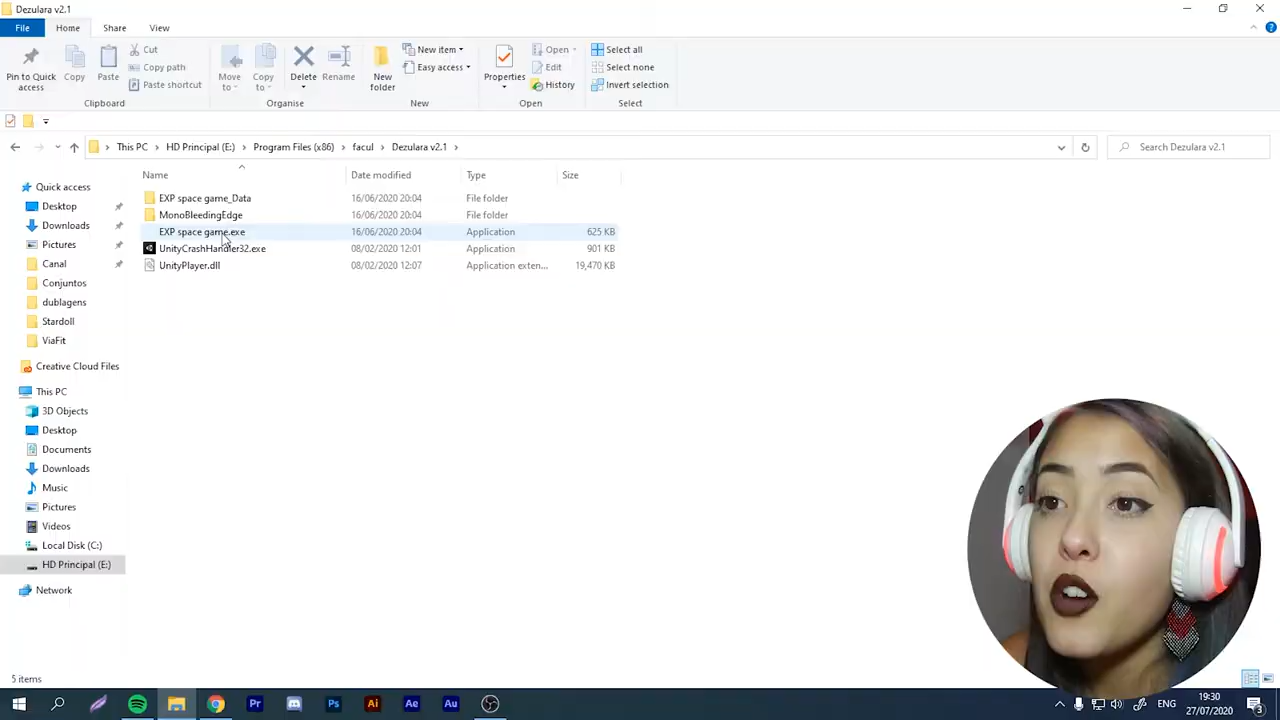 Dezulara v2.1
File Home Share View
Cut
Copy path
Paste shortcut
Pin to Quick access
Copy
Paste
Move to
Copy to
Delete
Rename
New folder
New item
Easy access
Properties
Open
Edit
History
Select all
Select none
Invert selection
Clipboard Organise New Open Select
This PC > HD Principal (E:) > Program Files (x86) > facul > Dezulara v2.1 >
Search Dezulara v2.1
Name Date modified Type Size
EXP space game_Data 16/06/2020 20:04 File folder
MonoBleedingEdge 16/06/2020 20:04 File folder
EXP space game.exe 16/06/2020 20:04 Application 625 KB
UnityCrashHandler32.exe 08/02/2020 12:01 Application 901 KB
UnityPlayer.dll 08/02/2020 12:07 Application exten... 19,470 KB
Quick access
Desktop
Downloads
Pictures
Canal
Conjuntos
dublagens
Stardoll
ViaFit
Creative Cloud Files
This PC
3D Objects
Desktop
Documents
Downloads
Music
Pictures
Videos
Local Disk (C:)
HD Principal (E:)
Network
5 items
Pr Ps Ai Ae Au
ENG
19:30
27/07/2020
3